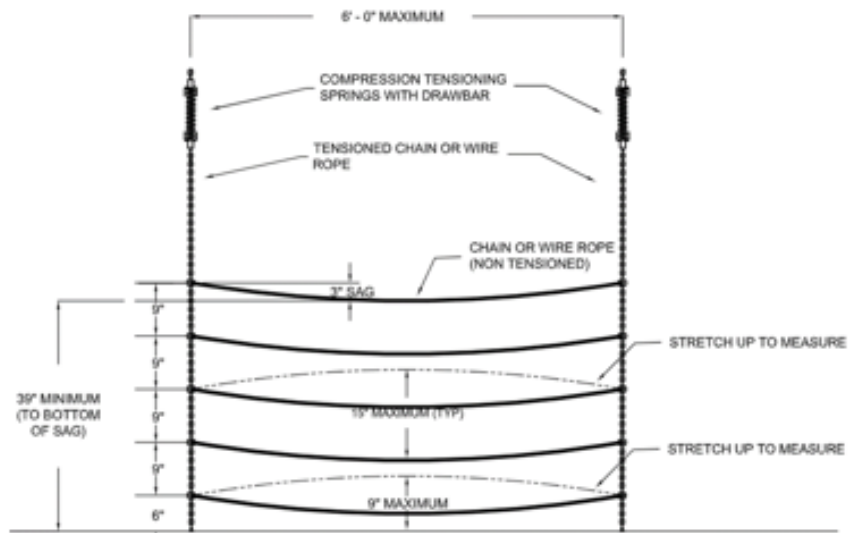 6' - 0" MAXIMUM
COMPRESSION TENSIONING
SPRINGS WITH DRAWBAR
TENSIONED CHAIN OR WIRE
ROPE
CHAIN OR WIRE ROPE
(NON TENSIONED)
3" SAG
9"
9"
STRETCH UP TO MEASURE
39" MINIMUM
(TO BOTTOM
OF SAG)
9"
15" MAXIMUM (TYP)
9"
STRETCH UP TO MEASURE
9" MAXIMUM
6"